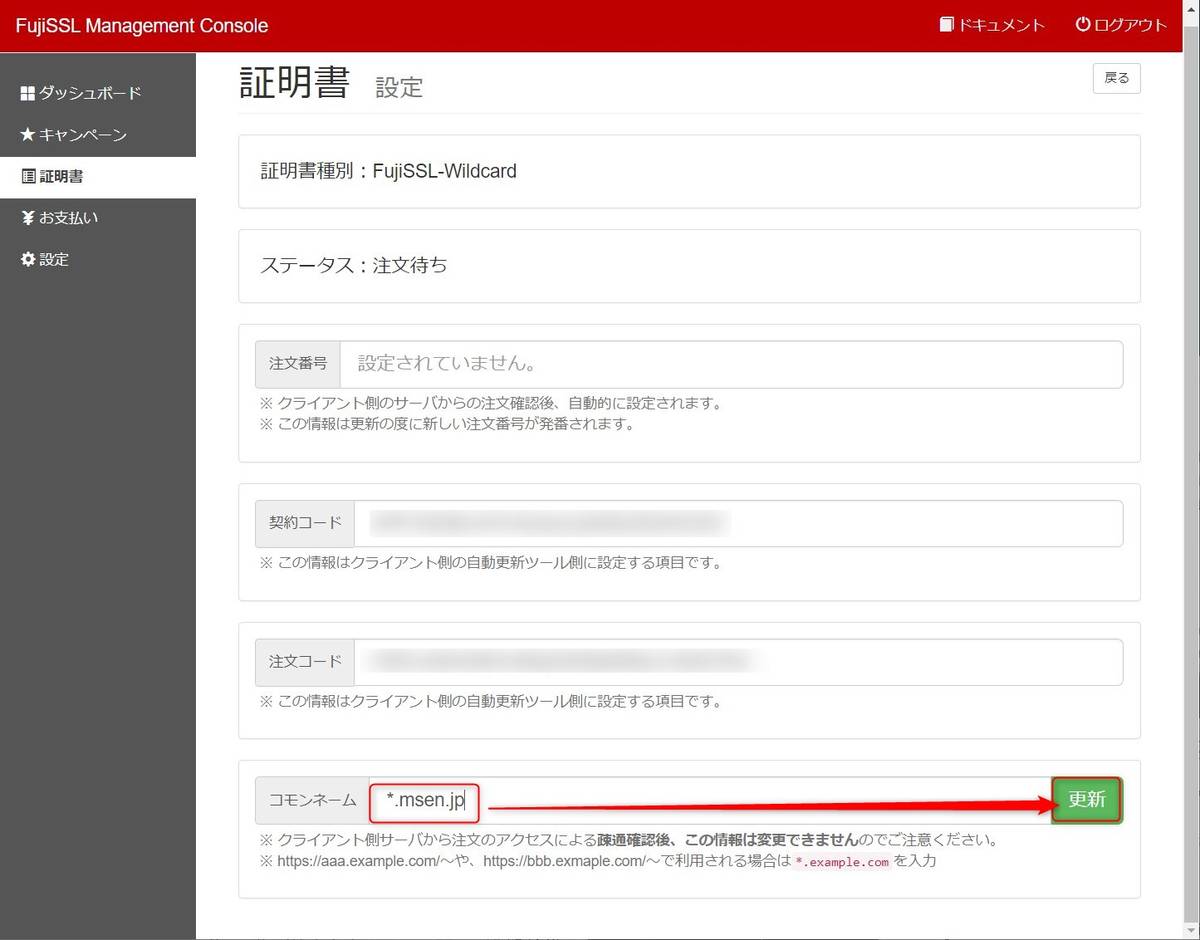 FujiSSL Management Console
ドキュメント
ログアウト
ダッシュボード
キャンペーン
証明書
お支払い
設定
証明書 設定
戻る
証明書種別：FujiSSL-Wildcard
ステータス：注文待ち
注文番号 設定されていません。
※ クライアント側のサーバからの注文確認後、自動的に設定されます。
※ この情報は更新の度に新しい注文番号が発番されます。
契約コード
※ この情報はクライアント側の自動更新ツール側に設定する項目です。
注文コード
※ この情報はクライアント側の自動更新ツール側に設定する項目です。
コモンネーム *.msen.jp 更新
※ クライアント側サーバから注文のアクセスによる疎通確認後、この情報は変更できませんのでご注意ください。
※ https://aaa.example.com/～や、https://bbb.exmaple.com/～で利用される場合は *.example.com を入力